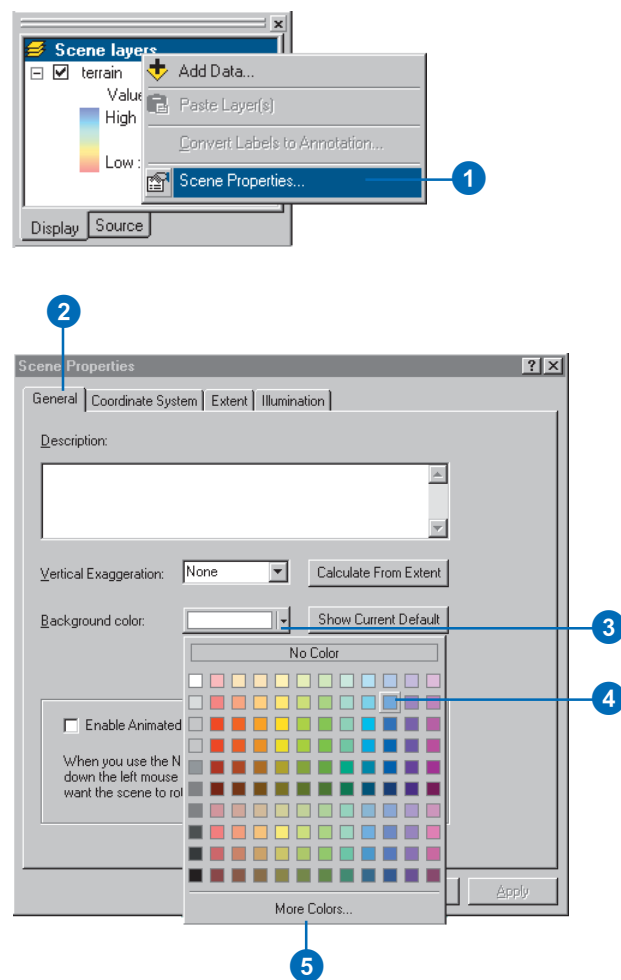 Scene layers
terrain
Value
High
Low :
Add Data...
Paste Layer(s)
Convert Labels to Annotation...
Scene Properties...
1
Display
Source
2
Scene Properties
General
Coordinate System
Extent
Illumination
Description:
Vertical Exaggeration:
None
Calculate From Extent
Background color:
Show Current Default
3
No Color
4
Enable Animated
When you use the N
down the left mouse
want the scene to rot
More Colors...
Apply
5